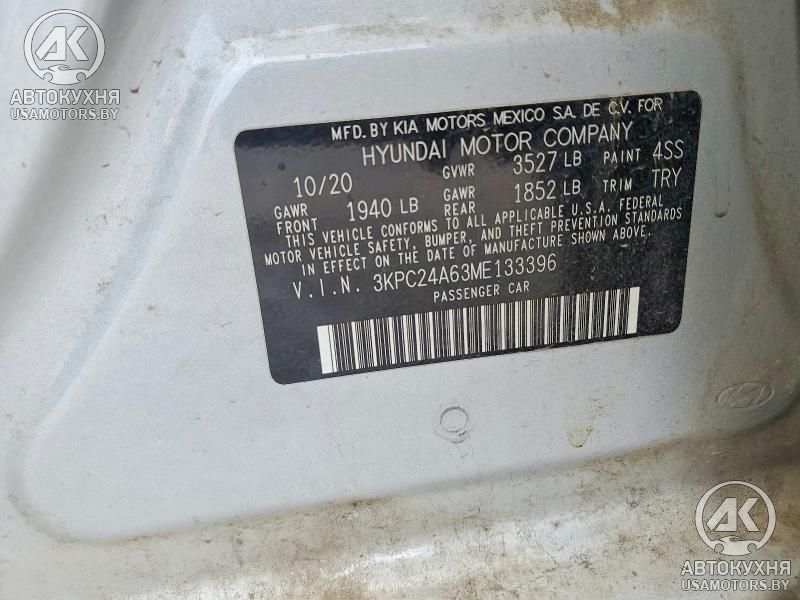 AK
АВТОКУХНЯ
USAMOTORS.BY
MFD. BY KIA MOTORS MEXICO S.A. DE C.V. FOR
HYUNDAI MOTOR COMPANY
10/20 GVWR 3527 LB PAINT 4SS
GAWR FRONT 1940 LB GAWR REAR 1852 LB TRIM TRY
THIS VEHICLE CONFORMS TO ALL APPLICABLE U.S.A. FEDERAL
MOTOR VEHICLE SAFETY, BUMPER, AND THEFT PREVENTION STANDARDS
IN EFFECT ON THE DATE OF MANUFACTURE SHOWN ABOVE.
V.I.N. 3KPC24A63ME133396
PASSENGER CAR
AK
АВТОКУХНЯ
USAMOTORS.BY